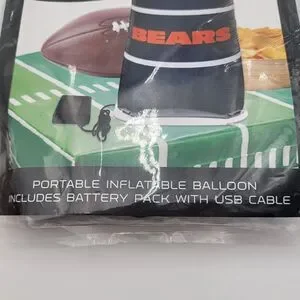 BEARS
PORTABLE INFLATABLE BALLOON
INCLUDES BATTERY PACK WITH USB CABLE